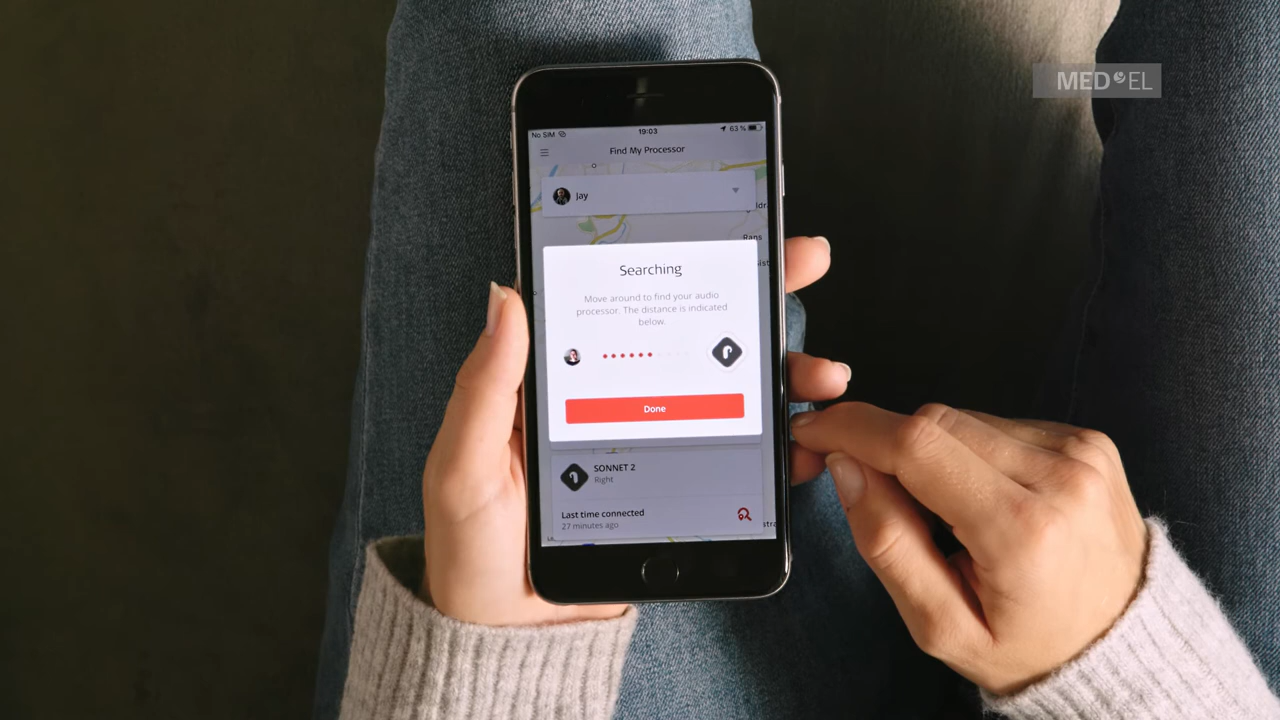 MED EL
No SIM
19:03
63 %
Find My Processor
Jay
Rans
Searching
Move around to find your audio
processor. The distance is indicated
below.
Done
SONNET 2
Right
Last time connected
27 minutes ago